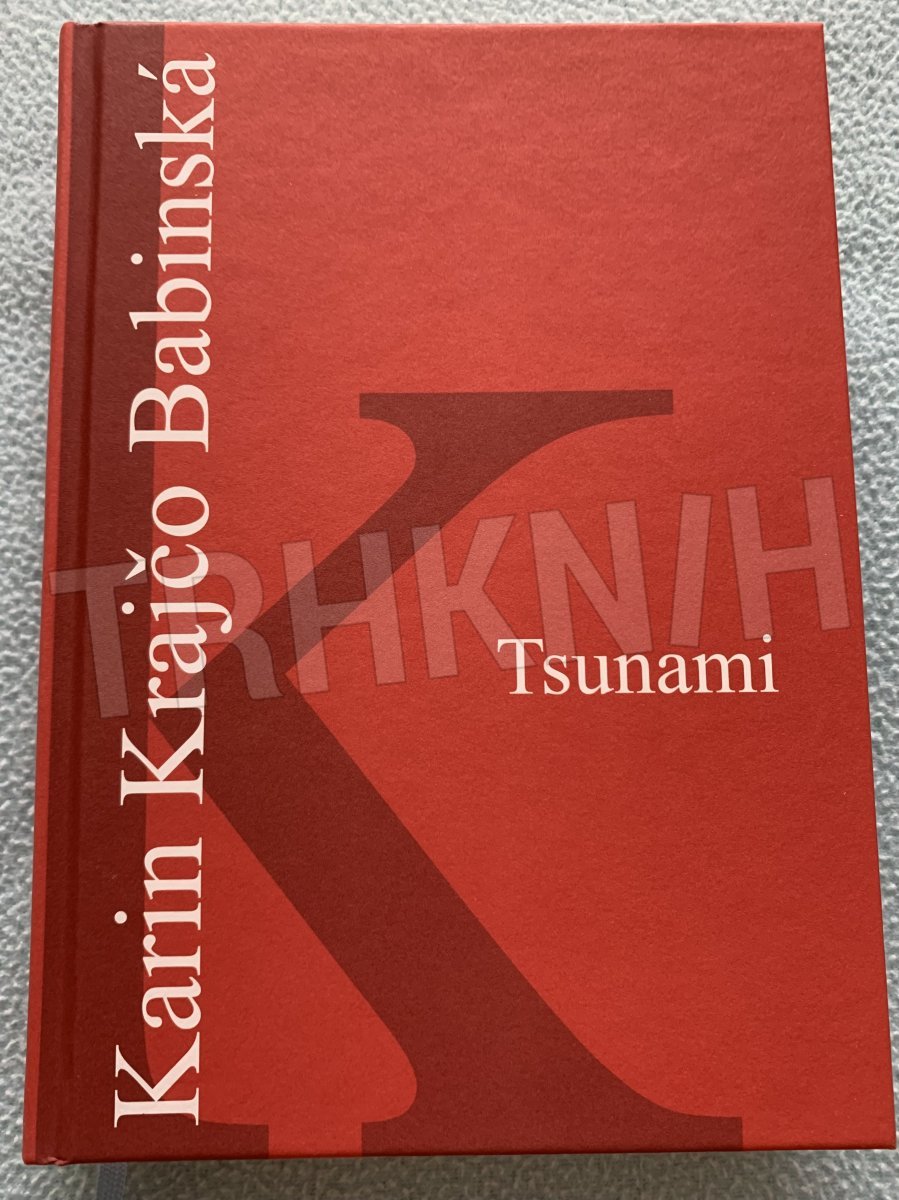 Karin Krajčo Babinská
Tsunami
TRHKNIH
K